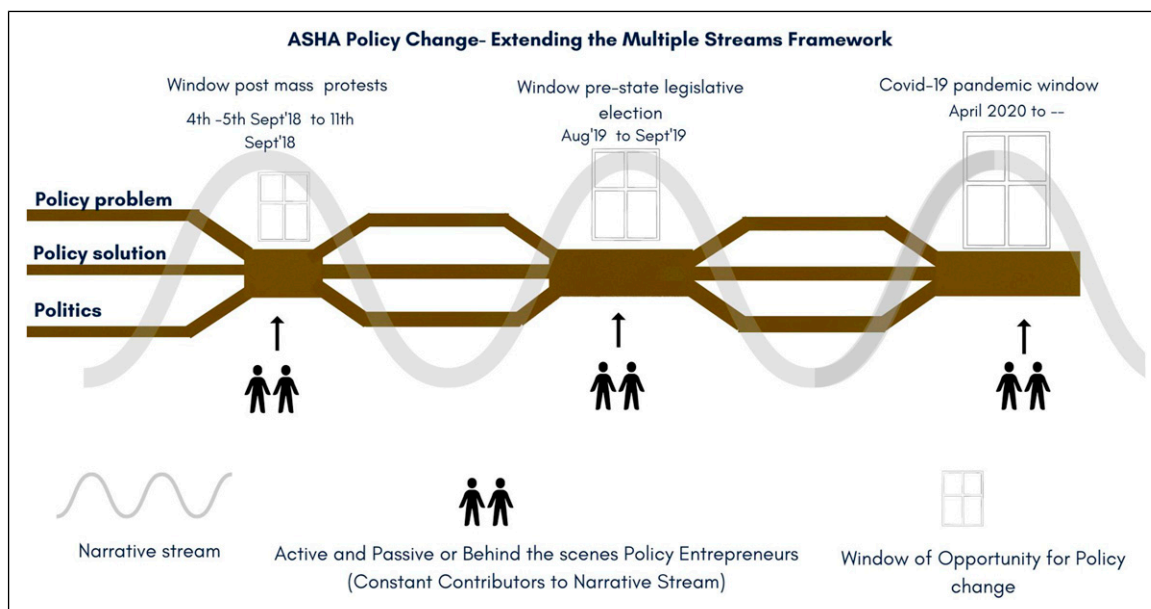 ASHA Policy Change- Extending the Multiple Streams Framework
Window post mass protests
4th -5th Sept'18 to 11th
Sept'18
Window pre-state legislative
election
Aug'19 to Sept'19
Covid-19 pandemic window
April 2020 to --
Policy problem
Policy solution
Politics
Narrative stream
Active and Passive or Behind the scenes Policy Entrepreneurs
(Constant Contributors to Narrative Stream)
Window of Opportunity for Policy
change